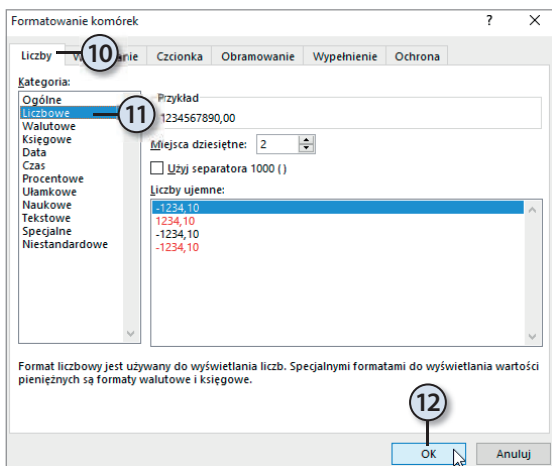 Formatowanie komórek ? X
Liczby 10 nie Czcionka Obramowanie Wypełnienie Ochrona
Kategoria:
Ogólne
Liczbowe 11
Walutowe
Księgowe
Data
Czas
Procentowe
Ułamkowe
Naukowe
Tekstowe
Specjalne
Niestandardowe
Przykład
1234567890,00
Miejsca dziesiętne: 2
Użyj separatora 1000 ( )
Liczby ujemne:
-1234,10
1234,10
-1234,10
-1234,10
Format liczbowy jest używany do wyświetlania liczb. Specjalnymi formatami do wyświetlania wartości
pieniężnych są formaty walutowe i księgowe.
12
OK Anuluj